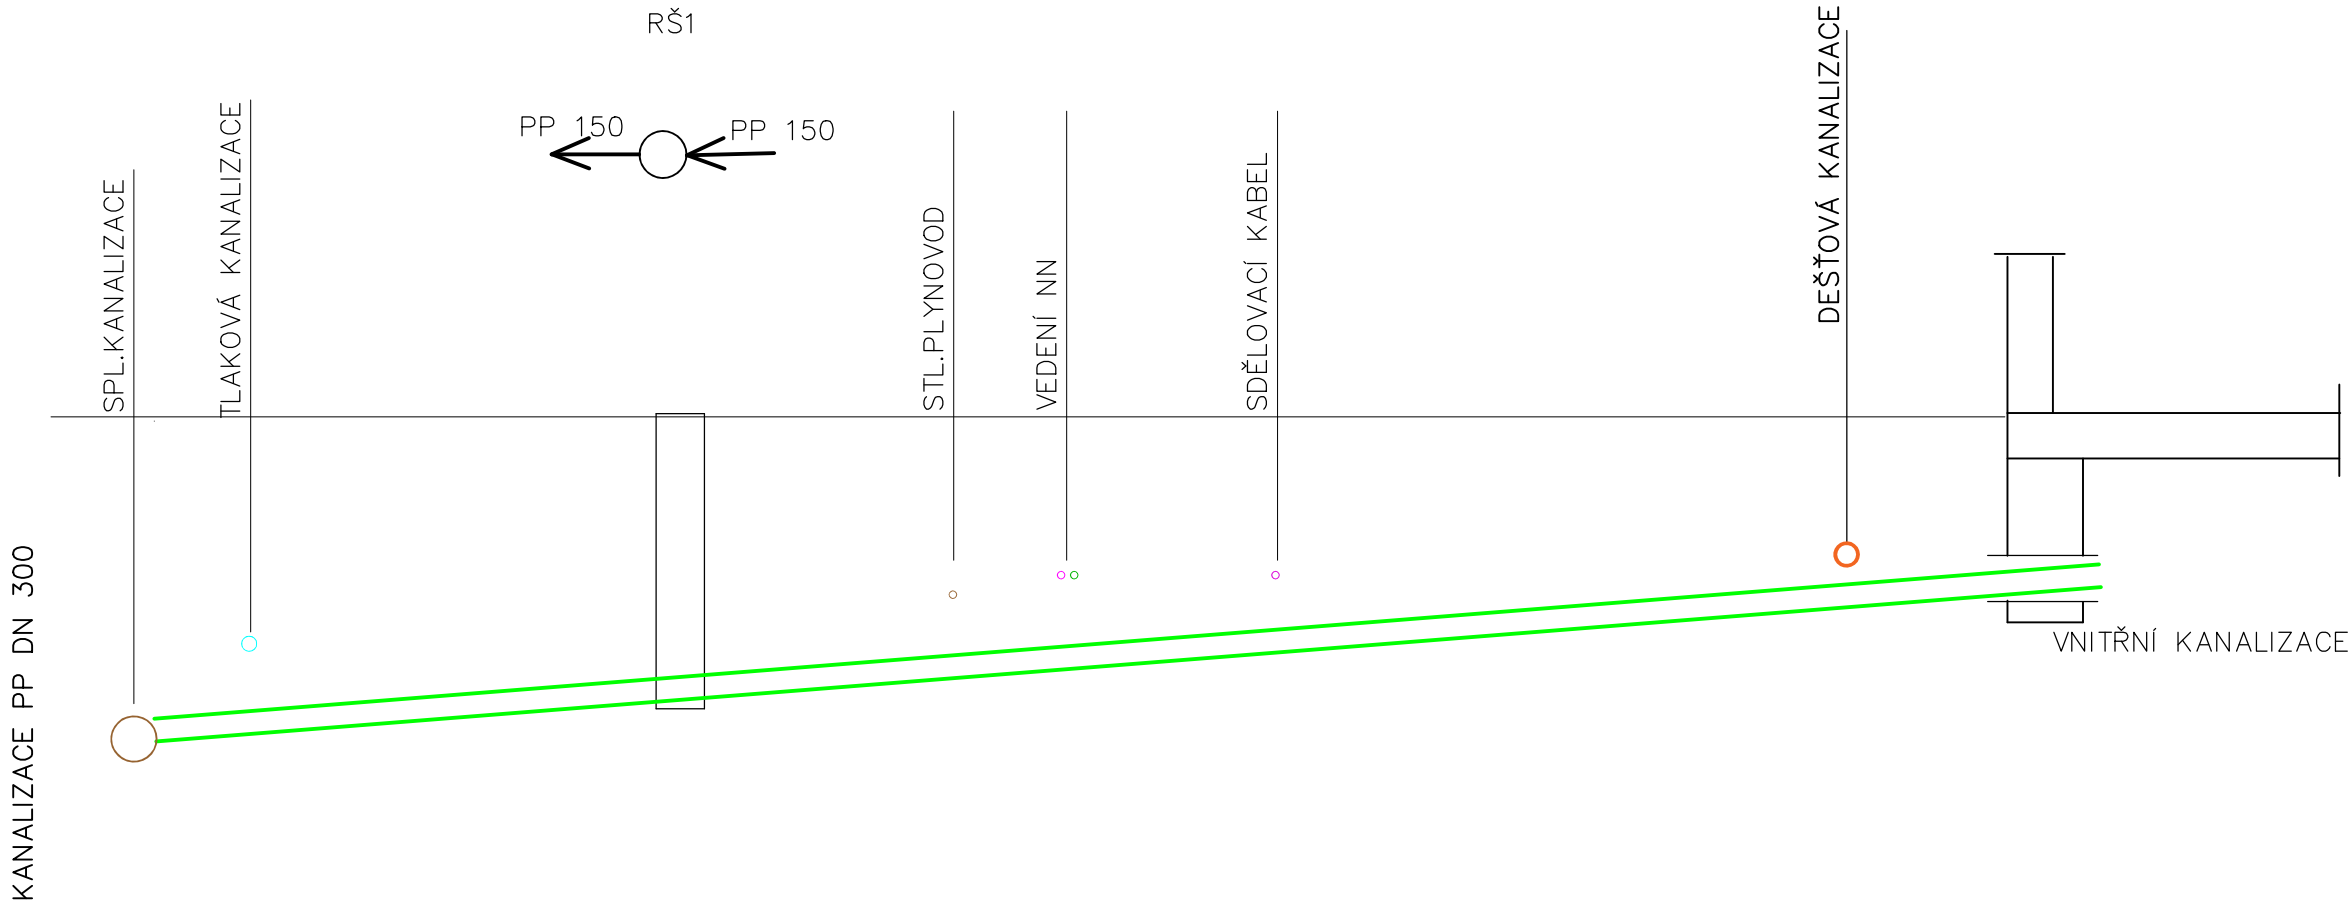 RŠ1
PP 150
PP 150
SPL.KANALIZACE
TLAKOVÁ KANALIZACE
STL.PLYNOVOD
VEDENÍ NN
SDĚLOVACÍ KABEL
DEŠŤOVÁ KANALIZACE
KANALIZACE PP DN 300
VNITŘNÍ KANALIZACE